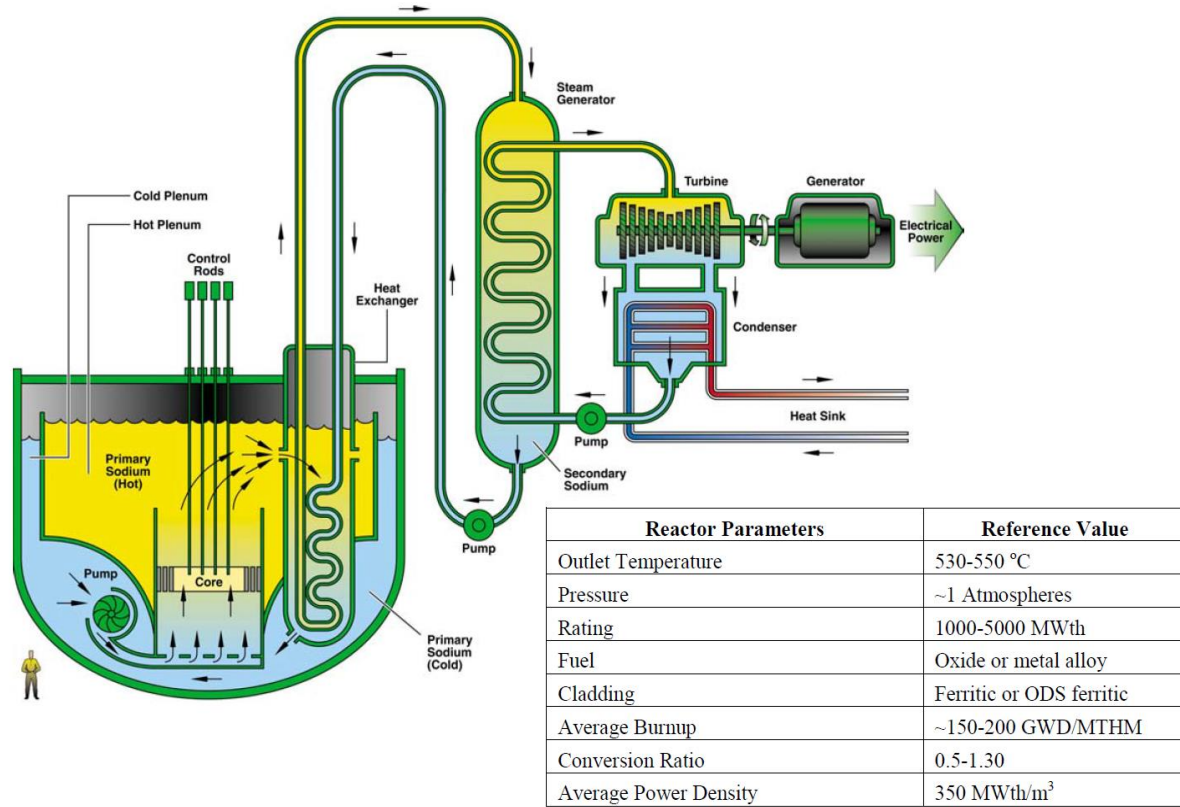 Steam
Generator
Turbine
Generator
Electrical
Power
Cold Plenum
Hot Plenum
Control
Rods
Heat
Exchanger
Condenser
Heat Sink
Pump
Primary
Sodium
(Hot)
Secondary
Sodium
Pump
Pump
Core
Primary
Sodium
(Cold)
Reactor Parameters Reference Value
Outlet Temperature 530-550 °C
Pressure ~1 Atmospheres
Rating 1000-5000 MWth
Fuel Oxide or metal alloy
Cladding Ferritic or ODS ferritic
Average Burnup ~150-200 GWD/MTHM
Conversion Ratio 0.5-1.30
Average Power Density 350 MWth/m³